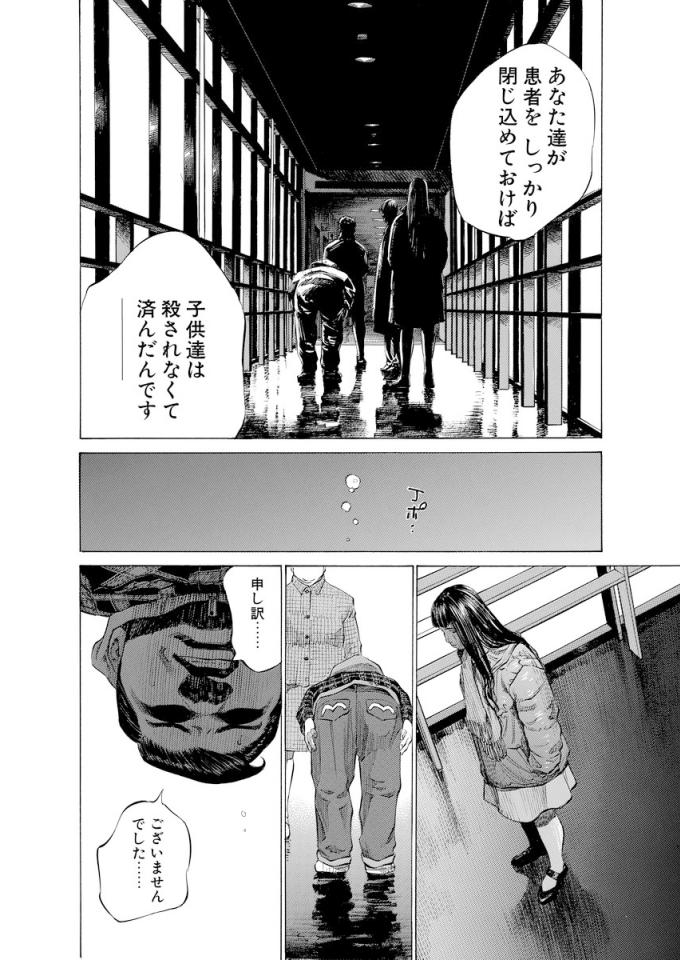 あなた達が
患者を しっかり
閉じ込めておけば
子供達は
殺されなくて
済んだんです
――
申し訳……
ございません
でした……